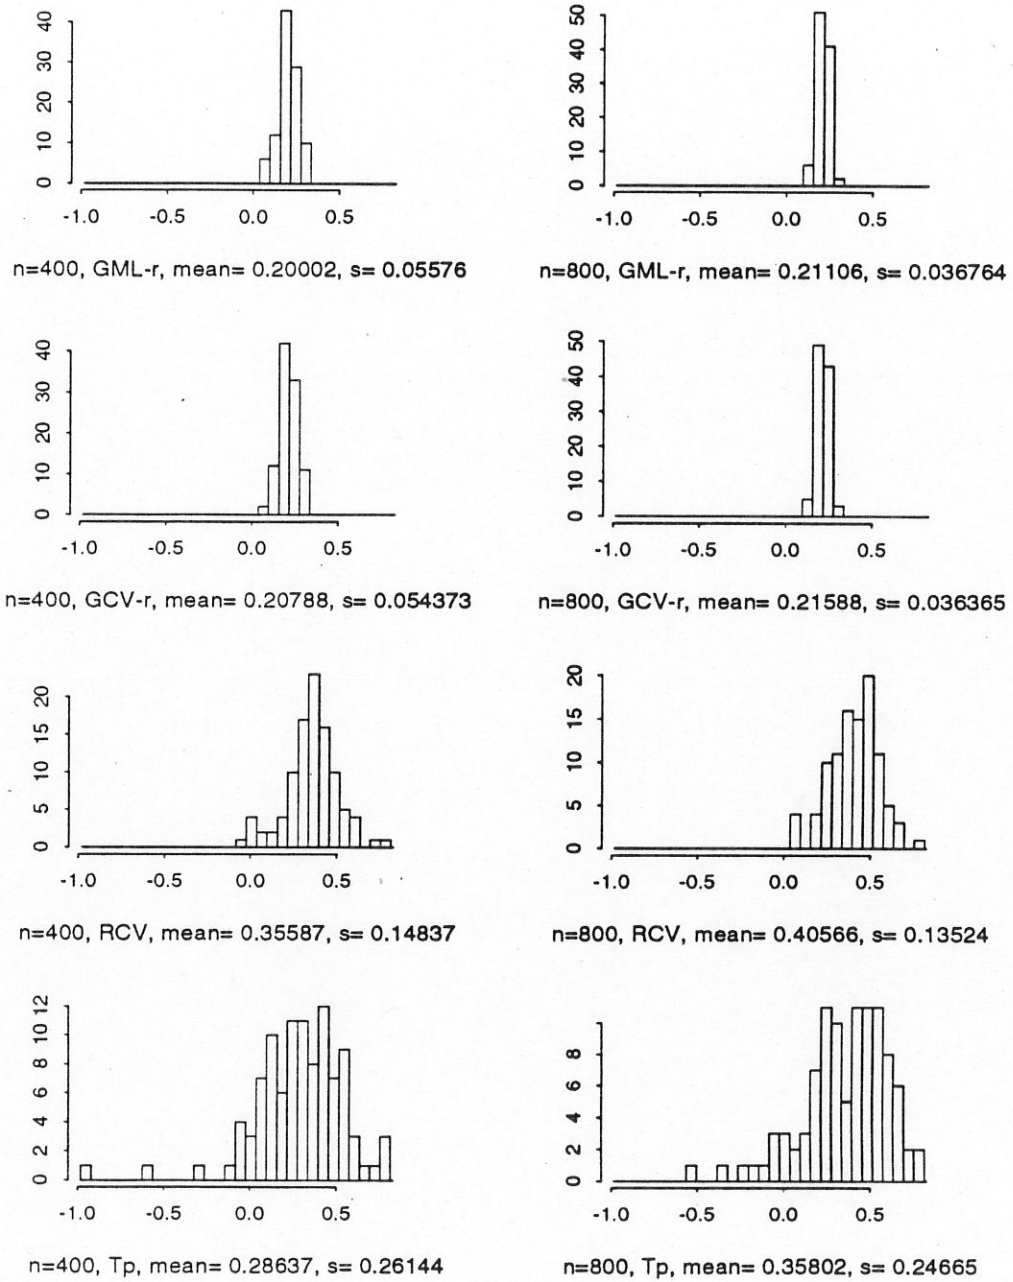 40
30
20
10
0
-1.0 -0.5 0.0 0.5
n=400, GML-r, mean= 0.20002, s= 0.05576
50
40
30
20
10
0
-1.0 -0.5 0.0 0.5
n=800, GML-r, mean= 0.21106, s= 0.036764
40
30
20
10
0
-1.0 -0.5 0.0 0.5
n=400, GCV-r, mean= 0.20788, s= 0.054373
50
40
30
20
10
0
-1.0 -0.5 0.0 0.5
n=800, GCV-r, mean= 0.21588, s= 0.036365
20
15
10
5
0
-1.0 -0.5 0.0 0.5
n=400, RCV, mean= 0.35587, s= 0.14837
20
15
10
5
0
-1.0 -0.5 0.0 0.5
n=800, RCV, mean= 0.40566, s= 0.13524
12
10
8
6
4
2
0
-1.0 -0.5 0.0 0.5
n=400, Tp, mean= 0.28637, s= 0.26144
8
6
4
2
0
-1.0 -0.5 0.0 0.5
n=800, Tp, mean= 0.35802, s= 0.24665